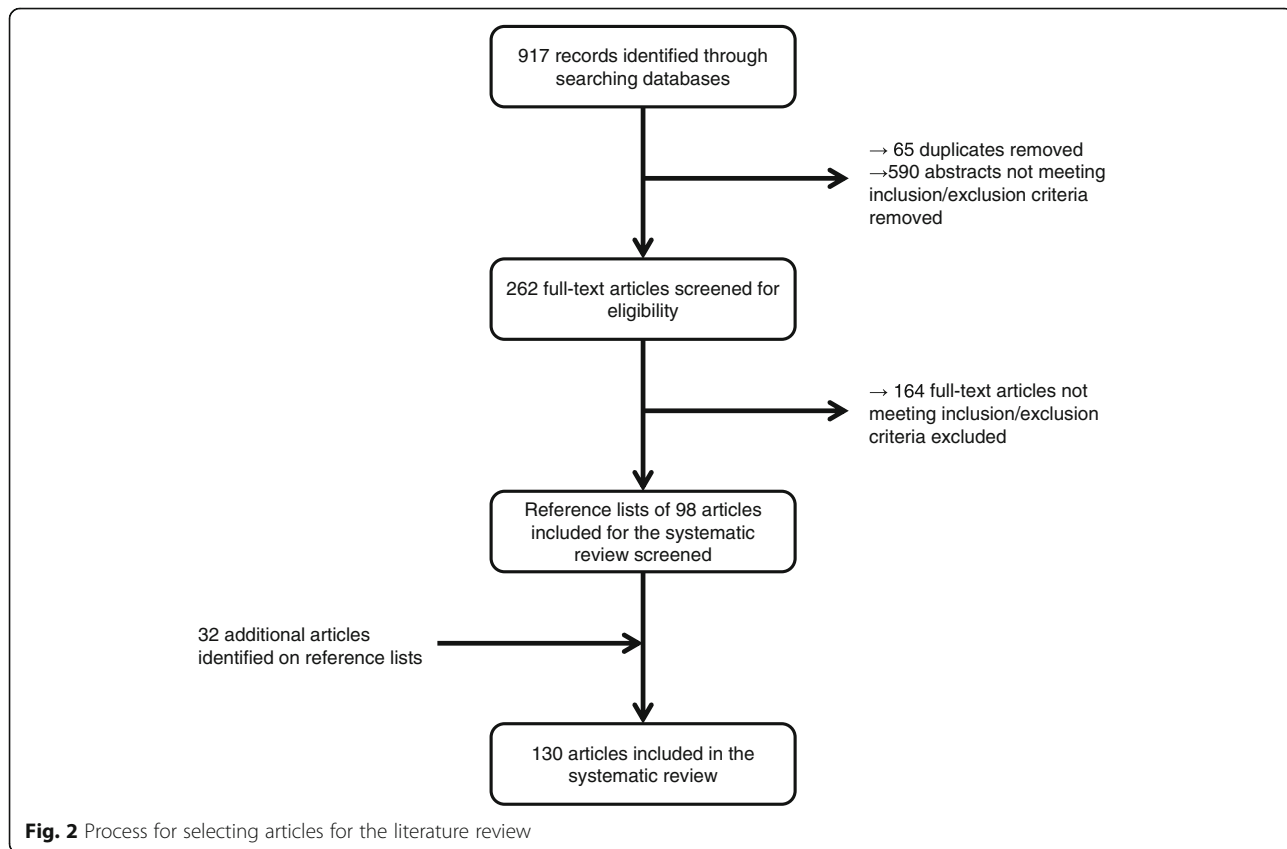 917 records identified through
searching databases
→ 65 duplicates removed
→590 abstracts not meeting
inclusion/exclusion criteria
removed
262 full-text articles screened for
eligibility
→ 164 full-text articles not
meeting inclusion/exclusion
criteria excluded
Reference lists of 98 articles
included for the systematic
review screened
32 additional articles
identified on reference lists
130 articles included in the
systematic review
Fig. 2 Process for selecting articles for the literature review